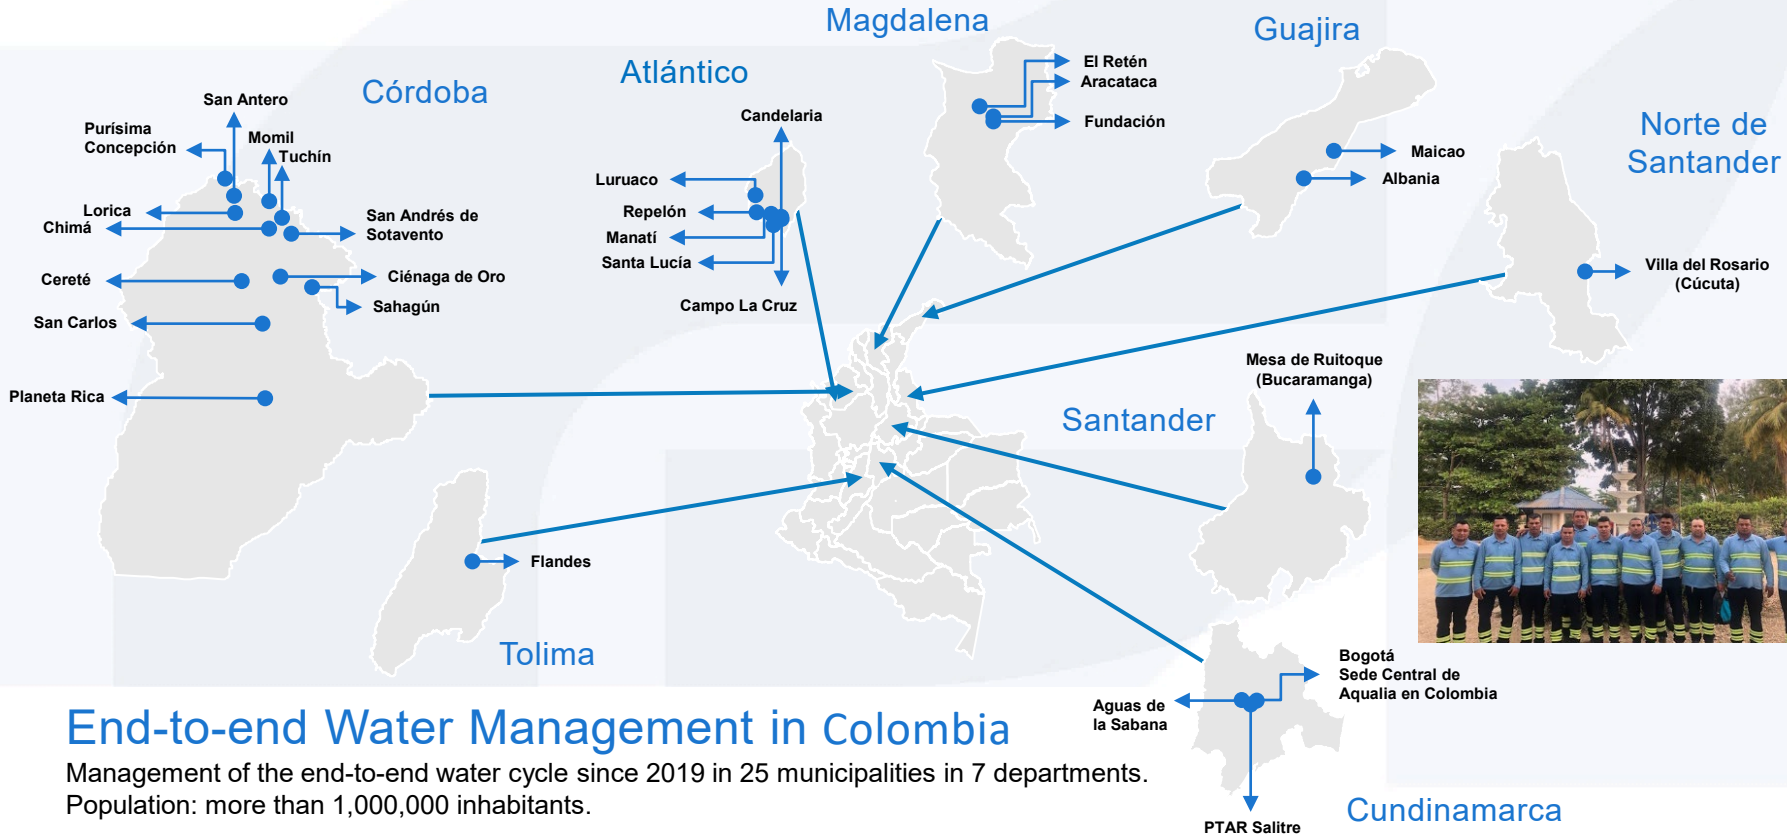 Magdalena
Guajira
Atlántico
Córdoba
Norte de
Santander
El Retén
Aracataca
Fundación
San Antero
Purísima
Concepción
Momil
Tuchín
Lorica
Chimá
San Andrés de
Sotavento
Cereté
Ciénaga de Oro
Sahagún
San Carlos
Planeta Rica
Candelaria
Luruaco
Repelón
Manatí
Santa Lucía
Campo La Cruz
Maicao
Albania
Villa del Rosario
(Cúcuta)
Mesa de Ruitoque
(Bucaramanga)
Santander
Flandes
Tolima
Bogotá
Sede Central de
Aqualia en Colombia
Aguas de
la Sabana
PTAR Salitre
Cundinamarca
End-to-end Water Management in Colombia
Management of the end-to-end water cycle since 2019 in 25 municipalities in 7 departments.
Population: more than 1,000,000 inhabitants.